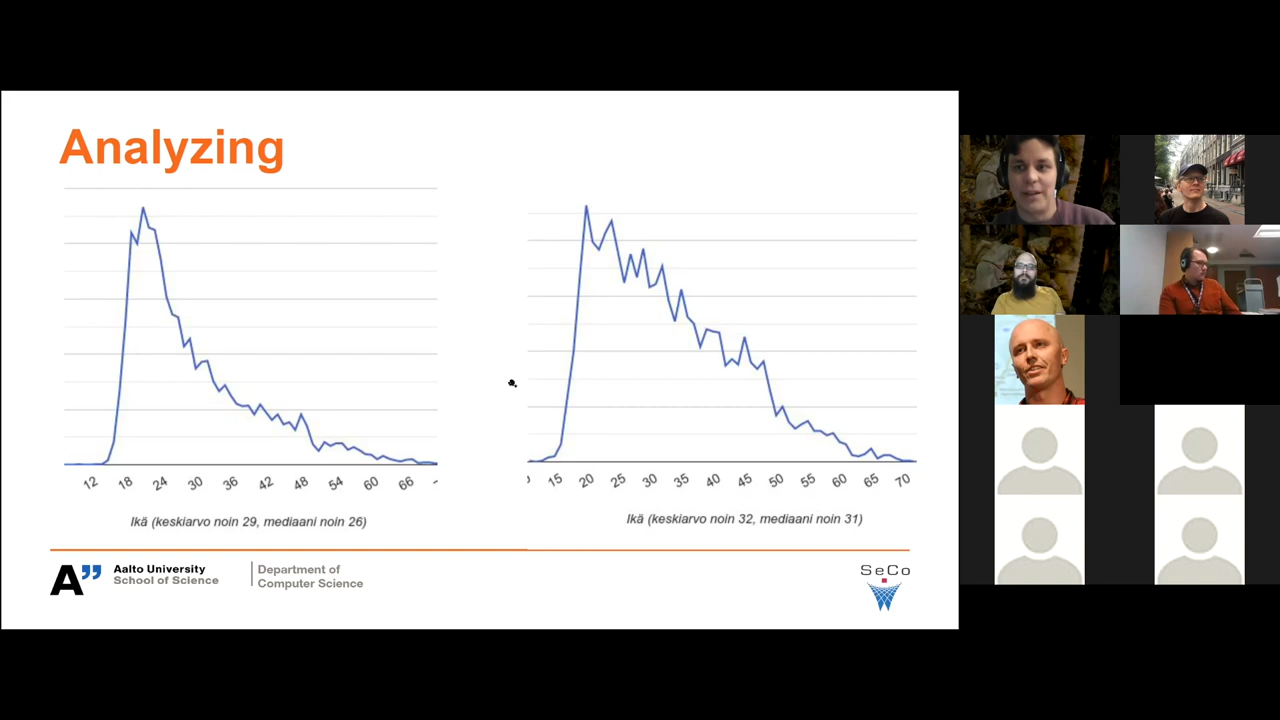 Analyzing
12 18 24 30 36 42 48 54 60 66
Ikä (keskiarvo noin 29, mediaani noin 26)
15 20 25 30 35 40 45 50 55 60 65 70
Ikä (keskiarvo noin 32, mediaani noin 31)
A”
Aalto University
School of Science
Department of
Computer Science
SeCo